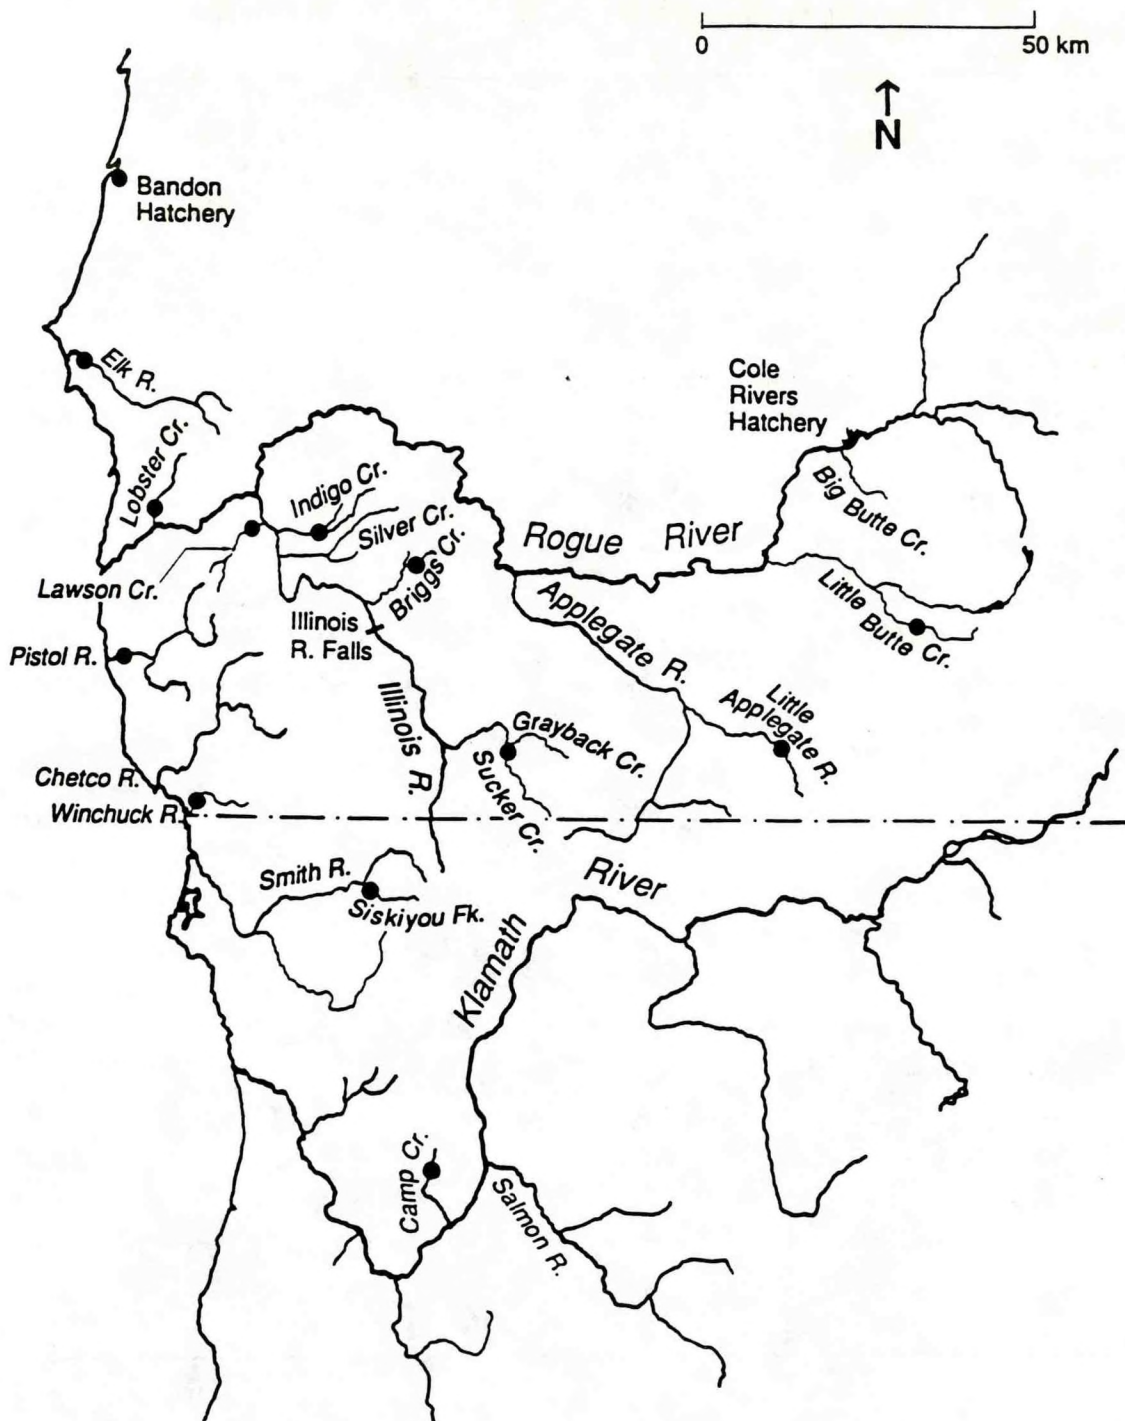 0 50 km
N
Bandon
Hatchery
Elk R.
Cole
Rivers
Hatchery
Lobster Cr.
Indigo Cr.
Silver Cr.
Big Butte Cr.
Rogue River
Briggs Cr.
Lawson Cr.
Applegate R.
Little
Butte Cr.
Illinois
R. Falls
Pistol R.
Illinois R.
Little
Applegate R.
Grayback Cr.
Sucker Cr.
Chetco R.
Winchuck R.
Smith R.
Siskiyou Fk.
Klamath River
Camp Cr.
Salmon R.